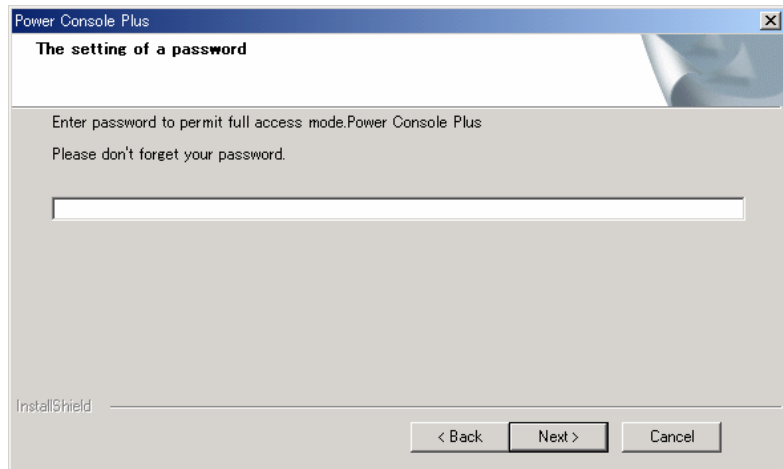 Power Console Plus
The setting of a password
Enter password to permit full access mode.Power Console Plus
Please don't forget your password.
InstallShield
< Back
Next >
Cancel